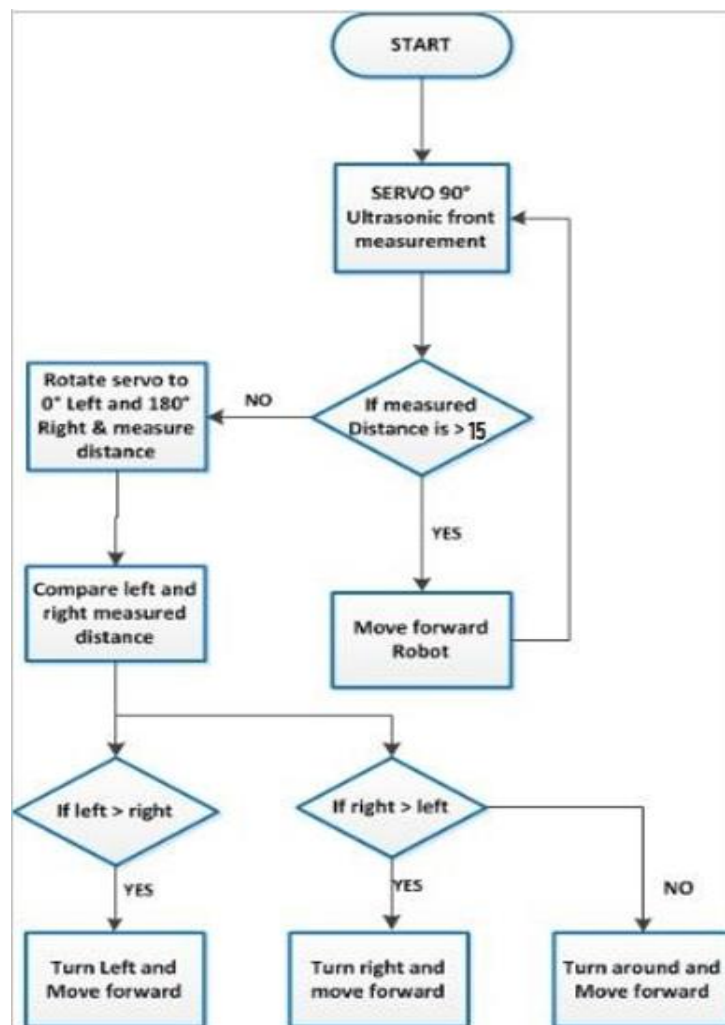 START
SERVO 90°
Ultrasonic front
measurement
If measured
Distance is > 15
NO
Rotate servo to
0° Left and 180°
Right & measure
distance
YES
Compare left and
right measured
distance
Move forward
Robot
If left > right
If right > left
YES
YES
NO
Turn Left and
Move forward
Turn right and
move forward
Turn around and
Move forward